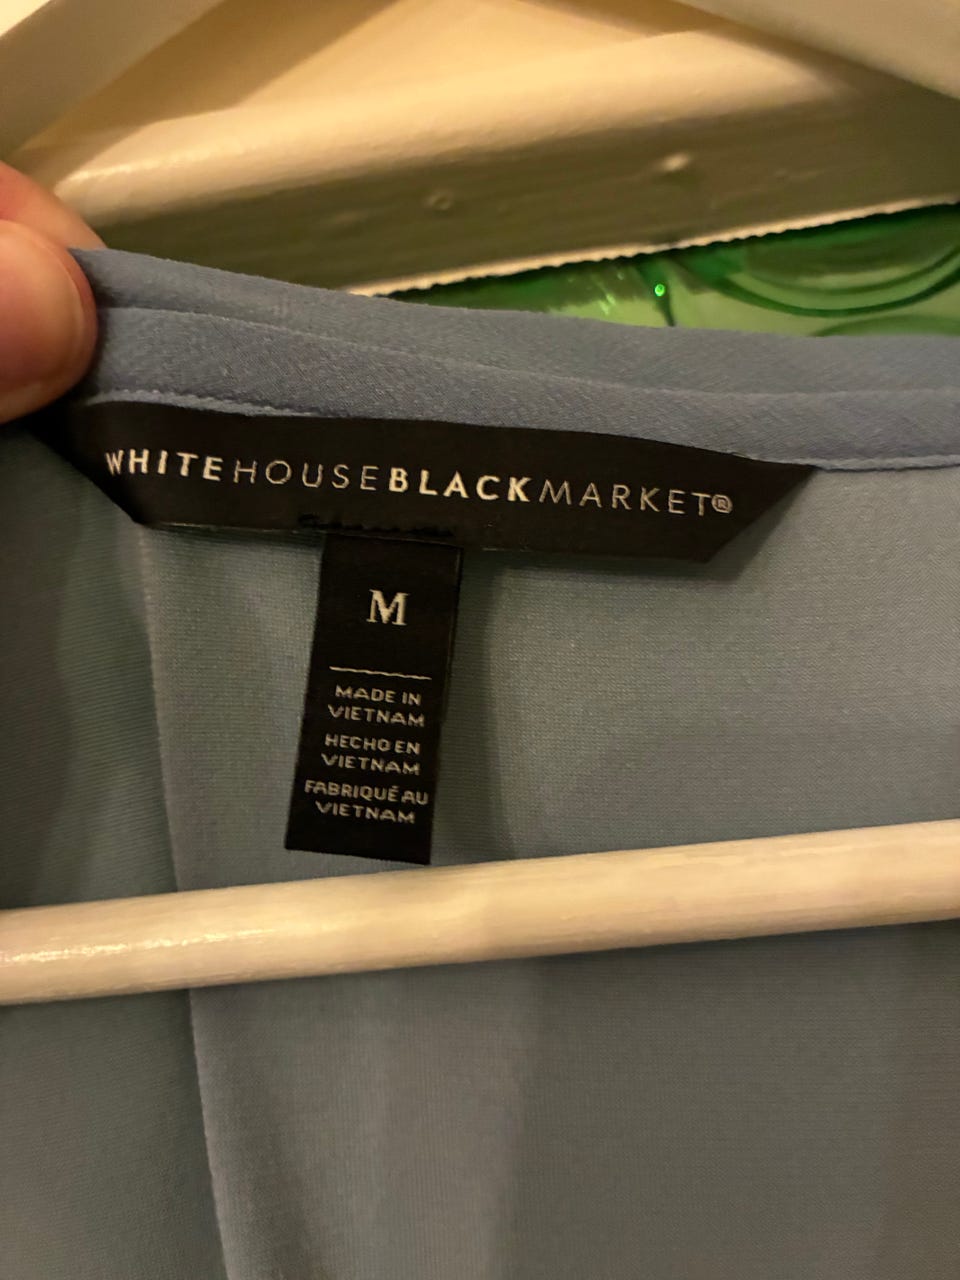 WHITEHOUSEBLACKMARKET®
M
MADE IN
VIETNAM
HECHO EN
VIETNAM
FABRIQUÉ AU
VIETNAM